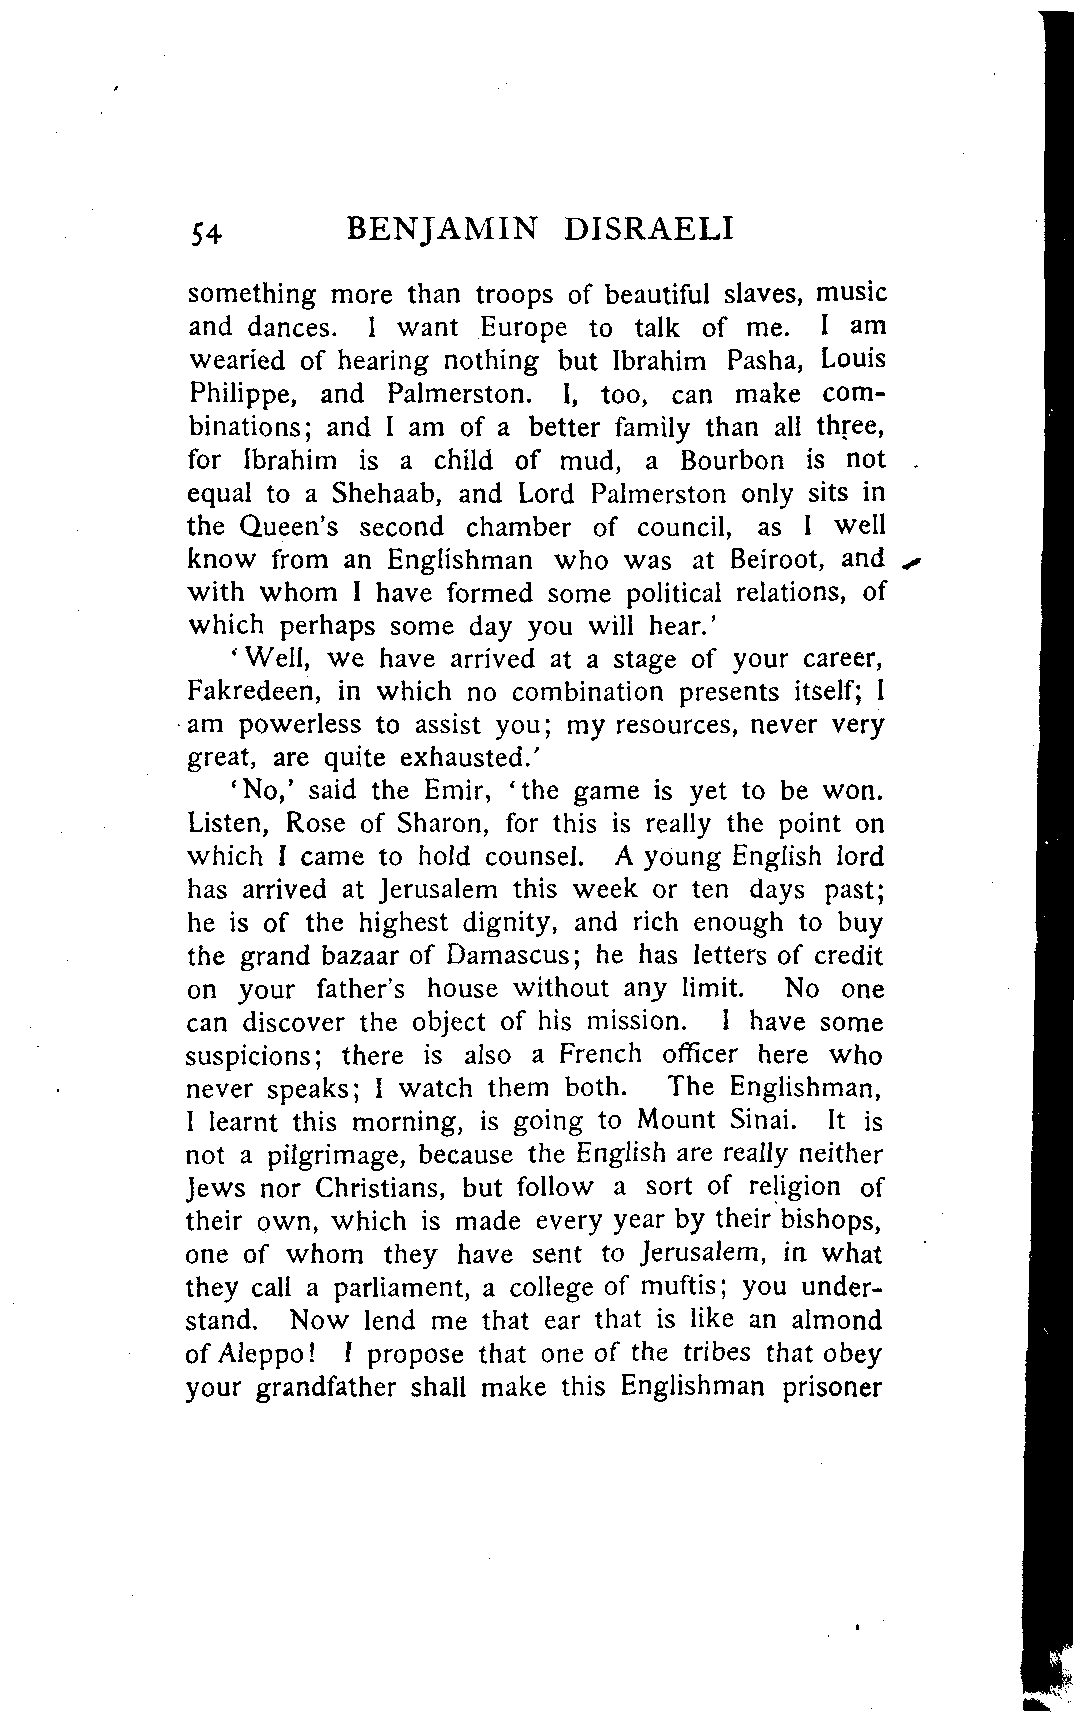 54 BENJAMIN DISRAELI
something more than troops of beautiful slaves, music
and dances. I want Europe to talk of me. I am
wearied of hearing nothing but Ibrahim Pasha, Louis
Philippe, and Palmerston. I, too, can make com-
binations; and I am of a better family than all three,
for Ibrahim is a child of mud, a Bourbon is not
equal to a Shehaab, and Lord Palmerston only sits in
the Queen's second chamber of council, as I well
know from an Englishman who was at Beiroot, and
with whom I have formed some political relations, of
which perhaps some day you will hear.'
'Well, we have arrived at a stage of your career,
Fakredeen, in which no combination presents itself; I
am powerless to assist you; my resources, never very
great, are quite exhausted.'
'No,' said the Emir, 'the game is yet to be won.
Listen, Rose of Sharon, for this is really the point on
which I came to hold counsel. A young English lord
has arrived at Jerusalem this week or ten days past;
he is of the highest dignity, and rich enough to buy
the grand bazaar of Damascus; he has letters of credit
on your father's house without any limit. No one
can discover the object of his mission. I have some
suspicions; there is also a French officer here who
never speaks; I watch them both. The Englishman,
I learnt this morning, is going to Mount Sinai. It is
not a pilgrimage, because the English are really neither
Jews nor Christians, but follow a sort of religion of
their own, which is made every year by their bishops,
one of whom they have sent to Jerusalem, in what
they call a parliament, a college of muftis; you under-
stand. Now lend me that ear that is like an almond
of Aleppo! I propose that one of the tribes that obey
your grandfather shall make this Englishman prisoner